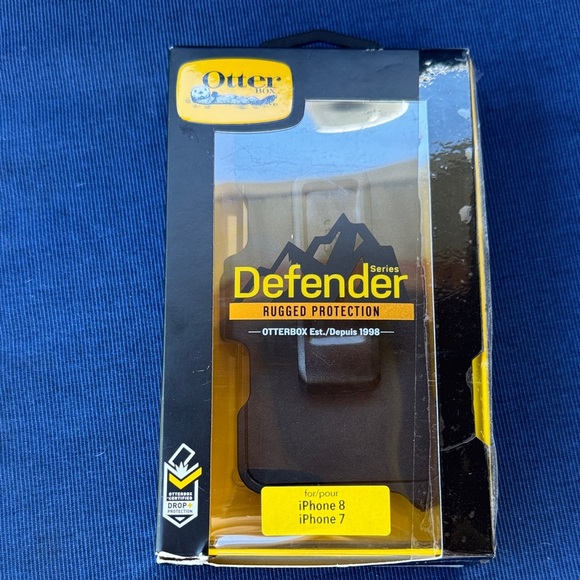 Otter
BOX
Defender
Series
RUGGED PROTECTION
OTTERBOX Est./Depuis 1998
OTTERBOX
CERTIFIED
DROP+
PROTECTION
for/pour
iPhone 8
iPhone 7